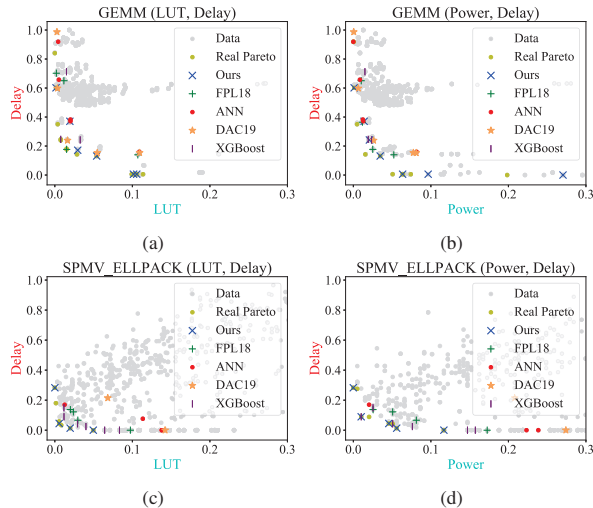 GEMM (LUT, Delay)
1.0
0.8
0.6
0.4
0.2
0.0
Delay
Data
Real Pareto
Ours
FPL18
ANN
DAC19
XGBoost
0.0 0.1 0.2 0.3
LUT
(a)
GEMM (Power, Delay)
1.0
0.8
0.6
0.4
0.2
0.0
Delay
Data
Real Pareto
Ours
FPL18
ANN
DAC19
XGBoost
0.0 0.1 0.2 0.3
Power
(b)
SPMV_ELLPACK (LUT, Delay)
1.0
0.8
0.6
0.4
0.2
0.0
Delay
Data
Real Pareto
Ours
FPL18
ANN
DAC19
XGBoost
0.0 0.1 0.2 0.3
LUT
(c)
SPMV_ELLPACK (Power, Delay)
1.0
0.8
0.6
0.4
0.2
0.0
Delay
Data
Real Pareto
Ours
FPL18
ANN
DAC19
XGBoost
0.0 0.1 0.2 0.3
Power
(d)